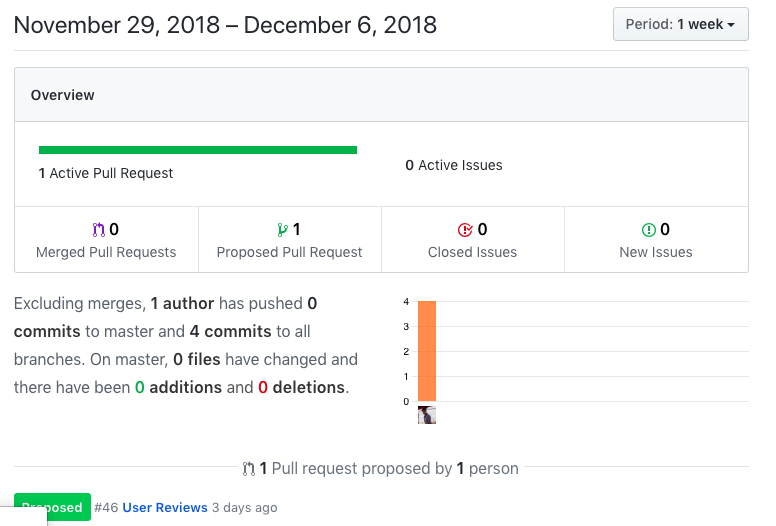 November 29, 2018 – December 6, 2018
Period: 1 week
Overview
1 Active Pull Request
0 Active Issues
0
Merged Pull Requests
1
Proposed Pull Request
0
Closed Issues
0
New Issues
Excluding merges, 1 author has pushed 0
commits to master and 4 commits to all
branches. On master, 0 files have changed and
there have been 0 additions and 0 deletions.
4
3
2
1
0
1 Pull request proposed by 1 person
Proposed #46 User Reviews 3 days ago